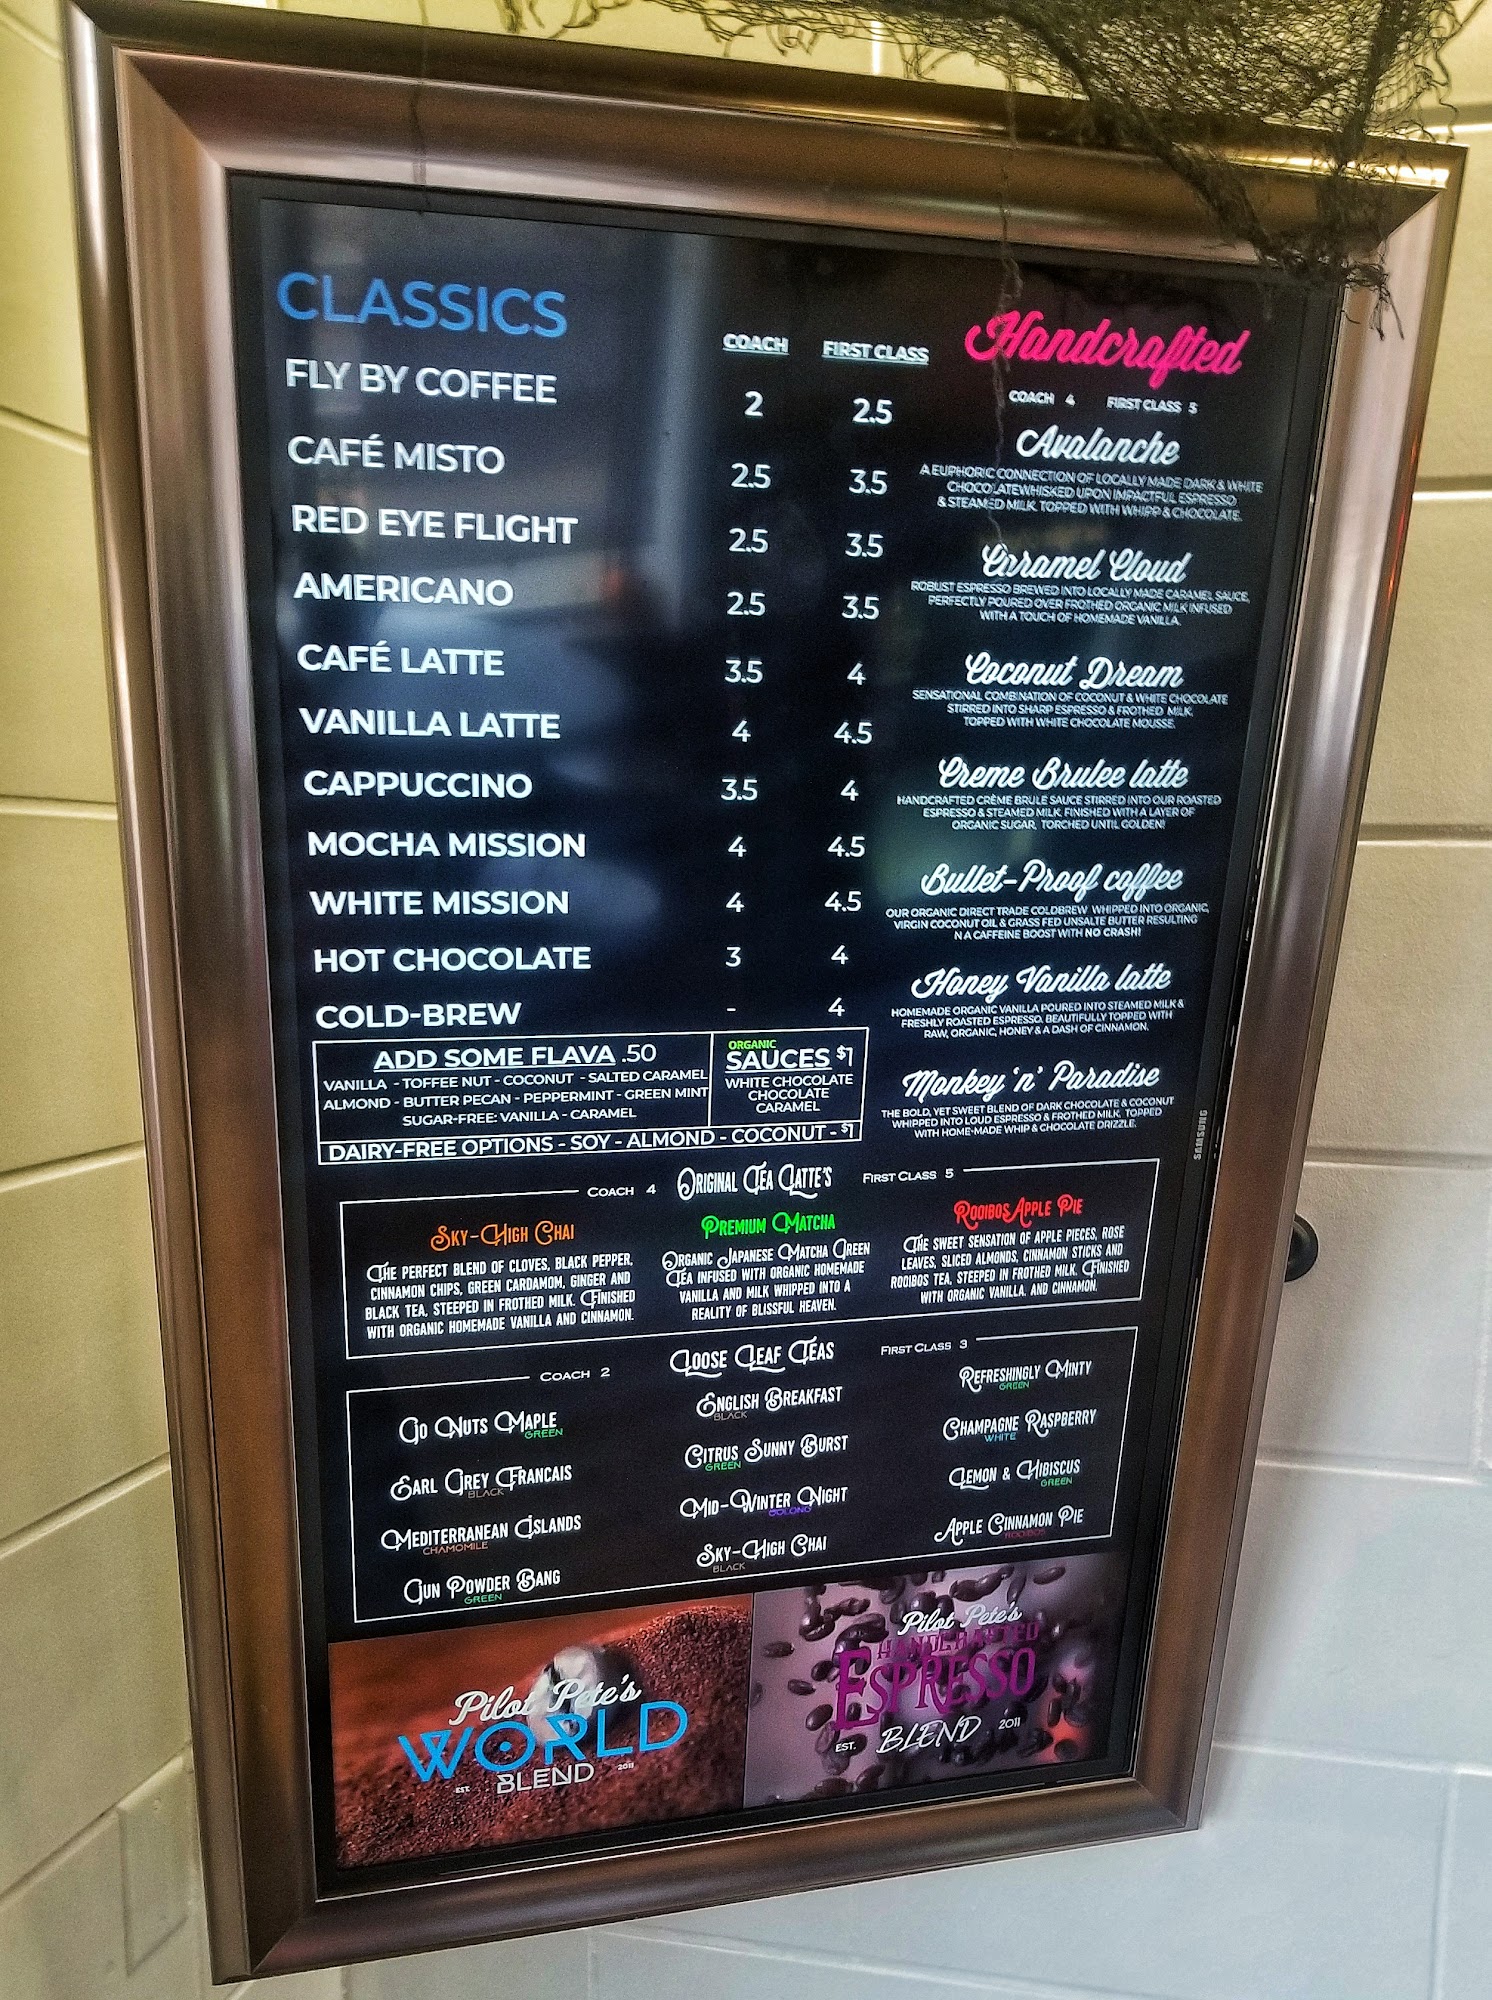 CLASSICS
COACH FIRST CLASS
FLY BY COFFEE 2 2.5
CAFÉ MISTO 2.5 3.5
RED EYE FLIGHT 2.5 3.5
AMERICANO 2.5 3.5
CAFÉ LATTE 3.5 4
VANILLA LATTE 4 4.5
CAPPUCCINO 3.5 4
MOCHA MISSION 4 4.5
WHITE MISSION 4 4.5
HOT CHOCOLATE 3 4
COLD-BREW - 4
ADD SOME FLAVA .50
VANILLA - TOFFEE NUT - COCONUT - SALTED CARAMEL
ALMOND - BUTTER PECAN - PEPPERMINT - GREEN MINT
SUGAR-FREE: VANILLA - CARAMEL
ORGANIC
SAUCES $1
WHITE CHOCOLATE
CHOCOLATE
CARAMEL
DAIRY-FREE OPTIONS - SOY - ALMOND - COCONUT - $1
Handcrafted
COACH 4 FIRST CLASS 5
Avalanche
A EUPHORIC CONNECTION OF LOCALLY MADE DARK & WHITE
CHOCOLATEWHISKED UPON IMPACTFUL ESPRESSO
& STEAMED MILK. TOPPED WITH WHIPP & CHOCOLATE.
Caramel Cloud
ROBUST ESPRESSO BREWED INTO LOCALLY MADE CARAMEL SAUCE,
PERFECTLY POURED OVER FROTHED ORGANIC MILK INFUSED
WITH A TOUCH OF HOMEMADE VANILLA.
Coconut Dream
SENSATIONAL COMBINATION OF COCONUT & WHITE CHOCOLATE
STIRRED INTO SHARP ESPRESSO & FROTHED MILK.
TOPPED WITH WHITE CHOCOLATE MOUSSE.
Creme Brulee latte
HANDCRAFTED CRÈME BRULE SAUCE STIRRED INTO OUR ROASTED
ESPRESSO & STEAMED MILK. FINISHED WITH A LAYER OF
ORGANIC SUGAR, TORCHED UNTIL GOLDEN!
Bullet-Proof coffee
OUR ORGANIC DIRECT TRADE COLDBREW WHIPPED INTO ORGANIC,
VIRGIN COCONUT OIL & GRASS FED UNSALTE BUTTER RESULTING
N A CAFFEINE BOOST WITH NO CRASH!
Honey Vanilla latte
HOMEMADE ORGANIC VANILLA POURED INTO STEAMED MILK &
FRESHLY ROASTED ESPRESSO. BEAUTIFULLY TOPPED WITH
RAW, ORGANIC, HONEY & A DASH OF CINNAMON.
Monkey 'n' Paradise
THE BOLD, YET SWEET BLEND OF DARK CHOCOLATE & COCONUT
WHIPPED INTO LOUD ESPRESSO & FROTHED MILK. TOPPED
WITH HOME-MADE WHIP & CHOCOLATE DRIZZLE.
SAMSUNG
COACH 4 ORIGINAL TEA LATTE'S FIRST CLASS 5
SKY-HIGH CHAI
THE PERFECT BLEND OF CLOVES, BLACK PEPPER,
CINNAMON CHIPS, GREEN CARDAMOM, GINGER AND
BLACK TEA, STEEPED IN FROTHED MILK. FINISHED
WITH ORGANIC HOMEMADE VANILLA AND CINNAMON.
PREMIUM MATCHA
ORGANIC JAPANESE MATCHA GREEN
TEA INFUSED WITH ORGANIC HOMEMADE
VANILLA AND MILK WHIPPED INTO A
REALITY OF BLISSFUL HEAVEN.
ROOIBOS APPLE PIE
THE SWEET SENSATION OF APPLE PIECES, ROSE
LEAVES, SLICED ALMONDS, CINNAMON STICKS AND
ROOIBOS TEA, STEEPED IN FROTHED MILK. FINISHED
WITH ORGANIC VANILLA, AND CINNAMON.
COACH 2 LOOSE LEAF TEAS FIRST CLASS 3
GO NUTS MAPLE
GREEN
EARL GREY FRANCAIS
BLACK
MEDITERRANEAN ISLANDS
CHAMOMILE
GUN POWDER BANG
GREEN
ENGLISH BREAKFAST
BLACK
CITRUS SUNNY BURST
GREEN
MID-WINTER NIGHT
OOLONG
SKY-HIGH CHAI
BLACK
REFRESHINGLY MINTY
GREEN
CHAMPAGNE RASPBERRY
WHITE
LEMON & HIBISCUS
GREEN
APPLE CINNAMON PIE
ROOIBOS
Pilot Pete's
WORLD
EST. BLEND 2011
Pilot Pete's
HANDCRAFTED
ESPRESSO
EST. BLEND 2011